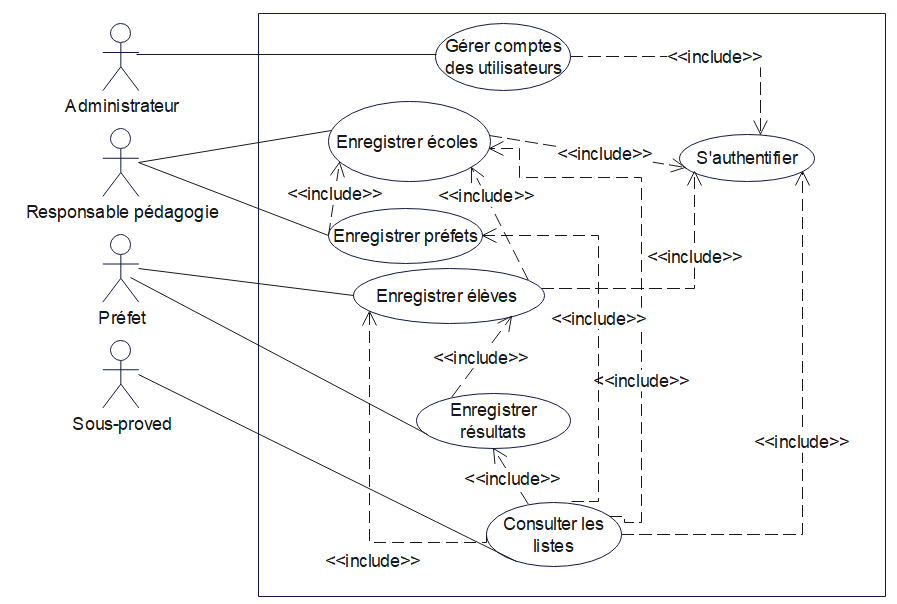 Gérer comptes
des utilisateurs
<<include>>
Administrateur
Enregistrer écoles
<<include>>
S'authentifier
<<include>>
<<include>>
Responsable pédagogie
Enregistrer préfets
<<include>>
Enregistrer élèves
Préfet
<<include>>
<<include>>
<<include>>
Enregistrer
résultats
Sous-proved
<<include>>
<<include>>
Consulter les
listes
<<include>>